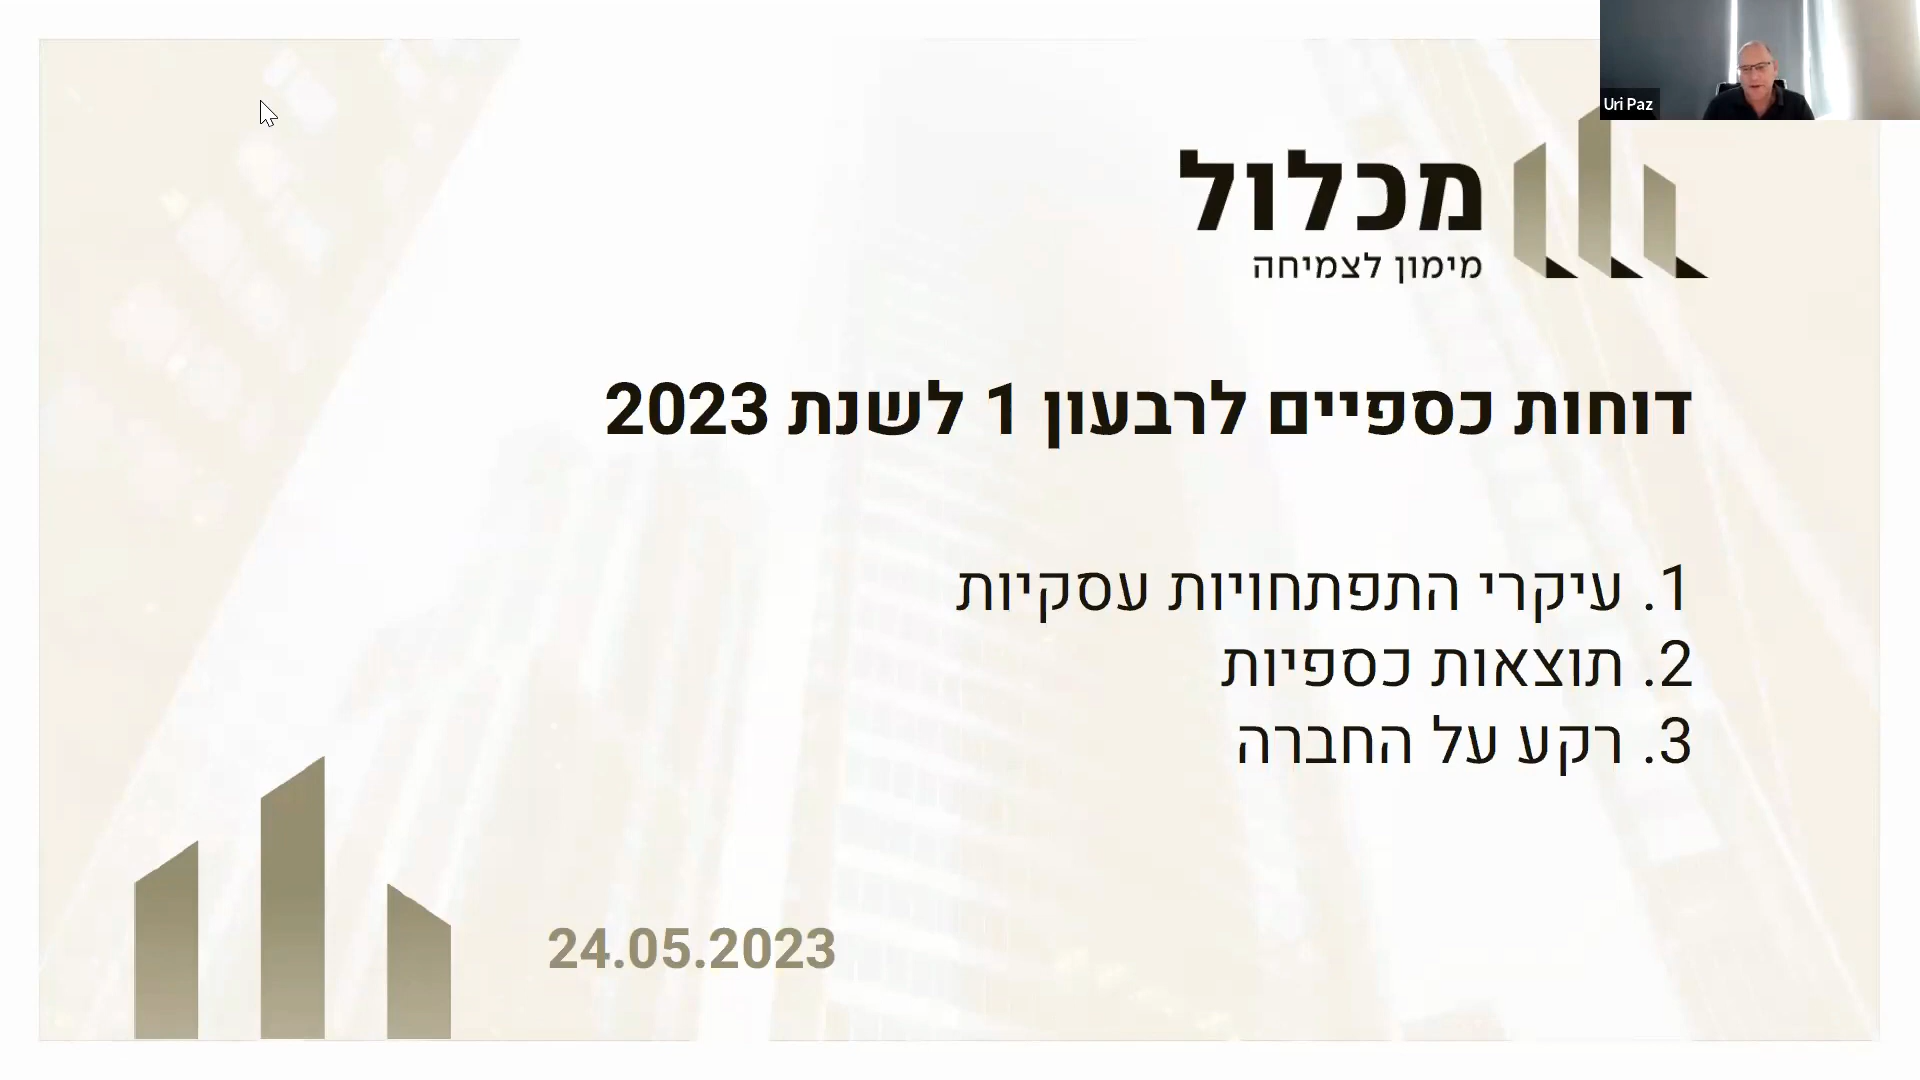 Uri Paz
מכלול
מימון לצמיחה
דוחות כספיים לרבעון 1 לשנת 2023
1. עיקרי התפתחויות עסקיות
2. תוצאות כספיות
3. רקע על החברה
24.05.2023